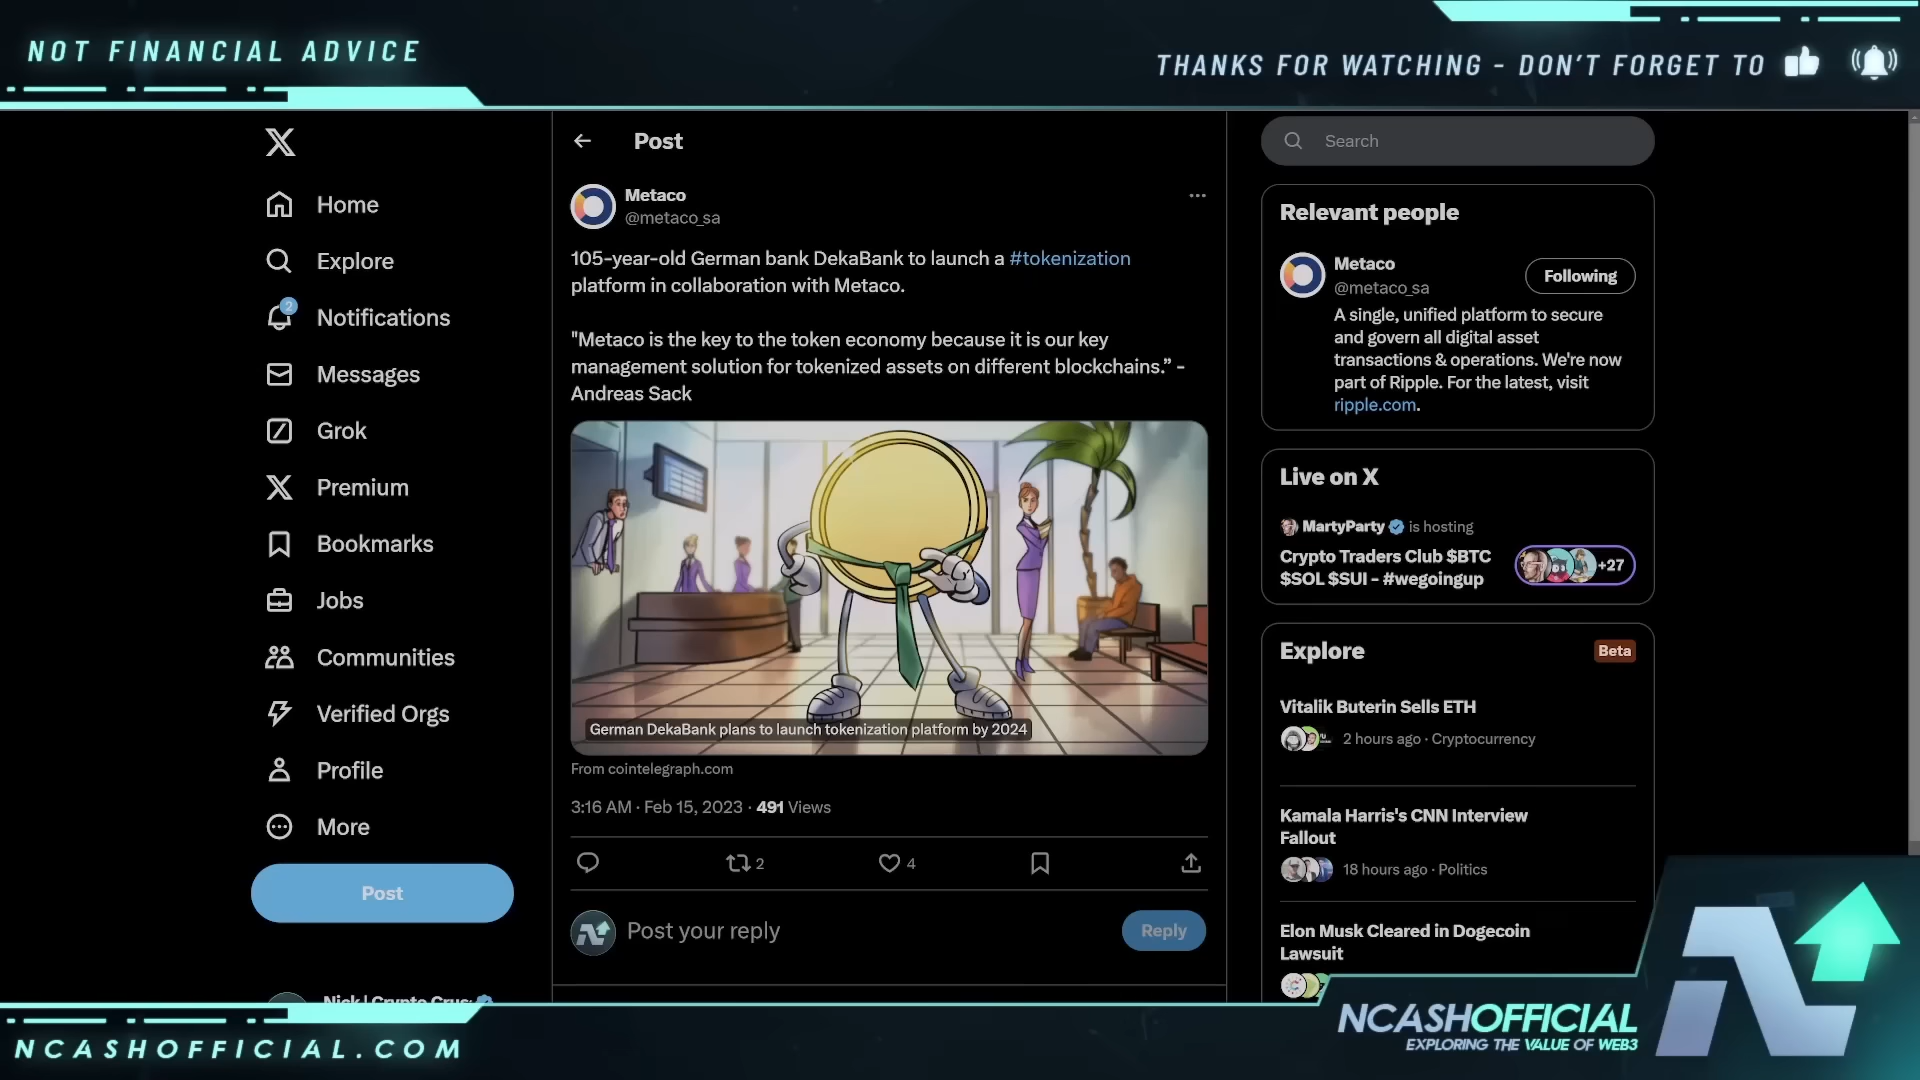 NOT FINANCIAL ADVICE
THANKS FOR WATCHING - DON'T FORGET TO
Home
Explore
2
Notifications
Messages
Grok
Premium
Bookmarks
Jobs
Communities
Verified Orgs
Profile
More
Post
Post
Metaco
@metaco_sa
105-year-old German bank DekaBank to launch a #tokenization
platform in collaboration with Metaco.
"Metaco is the key to the token economy because it is our key
management solution for tokenized assets on different blockchains.” -
Andreas Sack
German DekaBank plans to launch tokenization platform by 2024
From cointelegraph.com
3:16 AM · Feb 15, 2023 · 491 Views
2
4
Post your reply
Reply
Search
Relevant people
Metaco
@metaco_sa
Following
A single, unified platform to secure
and govern all digital asset
transactions & operations. We're now
part of Ripple. For the latest, visit
ripple.com.
Live on X
MartyParty is hosting
Crypto Traders Club $BTC
$SOL $SUI - #wegoingup
+27
Explore
Beta
Vitalik Buterin Sells ETH
2 hours ago · Cryptocurrency
Kamala Harris's CNN Interview
Fallout
18 hours ago · Politics
Elon Musk Cleared in Dogecoin
Lawsuit
NCASHOFFICIAL.COM
NCASHOFFICIAL
EXPLORING THE VALUE OF WEB3